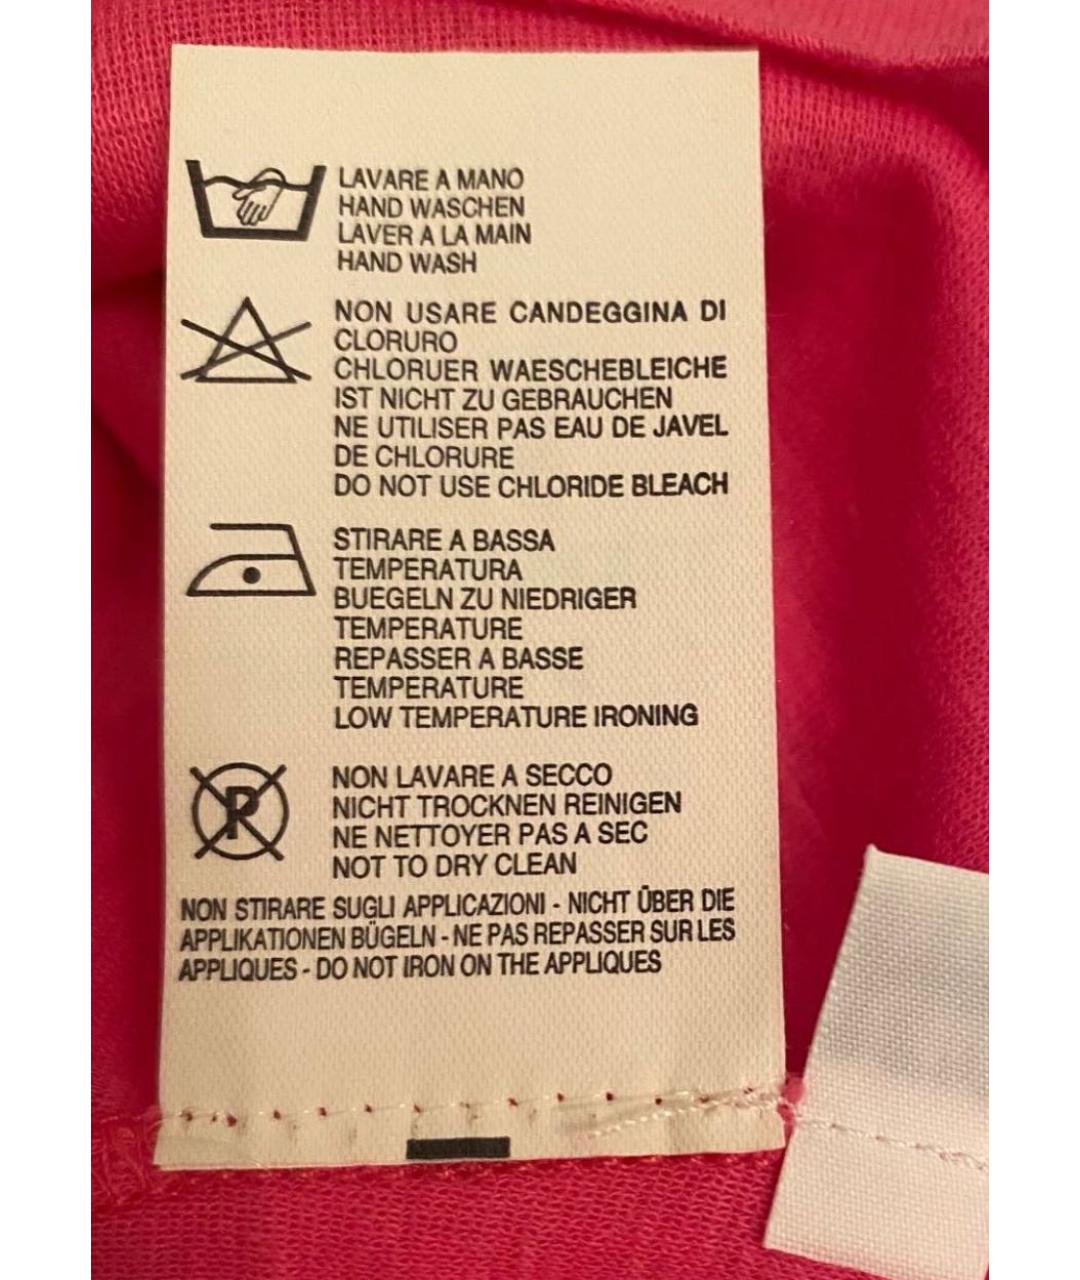 LAVARE A MANO
HAND WASCHEN
LAVER A LA MAIN
HAND WASH
NON USARE CANDEGGINA DI
CLORURO
CHLORUER WAESCHEBLEICHE
IST NICHT ZU GEBRAUCHEN
NE UTILISER PAS EAU DE JAVEL
DE CHLORURE
DO NOT USE CHLORIDE BLEACH
STIRARE A BASSA
TEMPERATURA
BUEGELN ZU NIEDRIGER
TEMPERATURE
REPASSER A BASSE
TEMPERATURE
LOW TEMPERATURE IRONING
P
NON LAVARE A SECCO
NICHT TROCKNEN REINIGEN
NE NETTOYER PAS A SEC
NOT TO DRY CLEAN
NON STIRARE SUGLI APPLICAZIONI - NICHT ÜBER DIE
APPLIKATIONEN BÜGELN - NE PAS REPASSER SUR LES
APPLIQUES - DO NOT IRON ON THE APPLIQUES